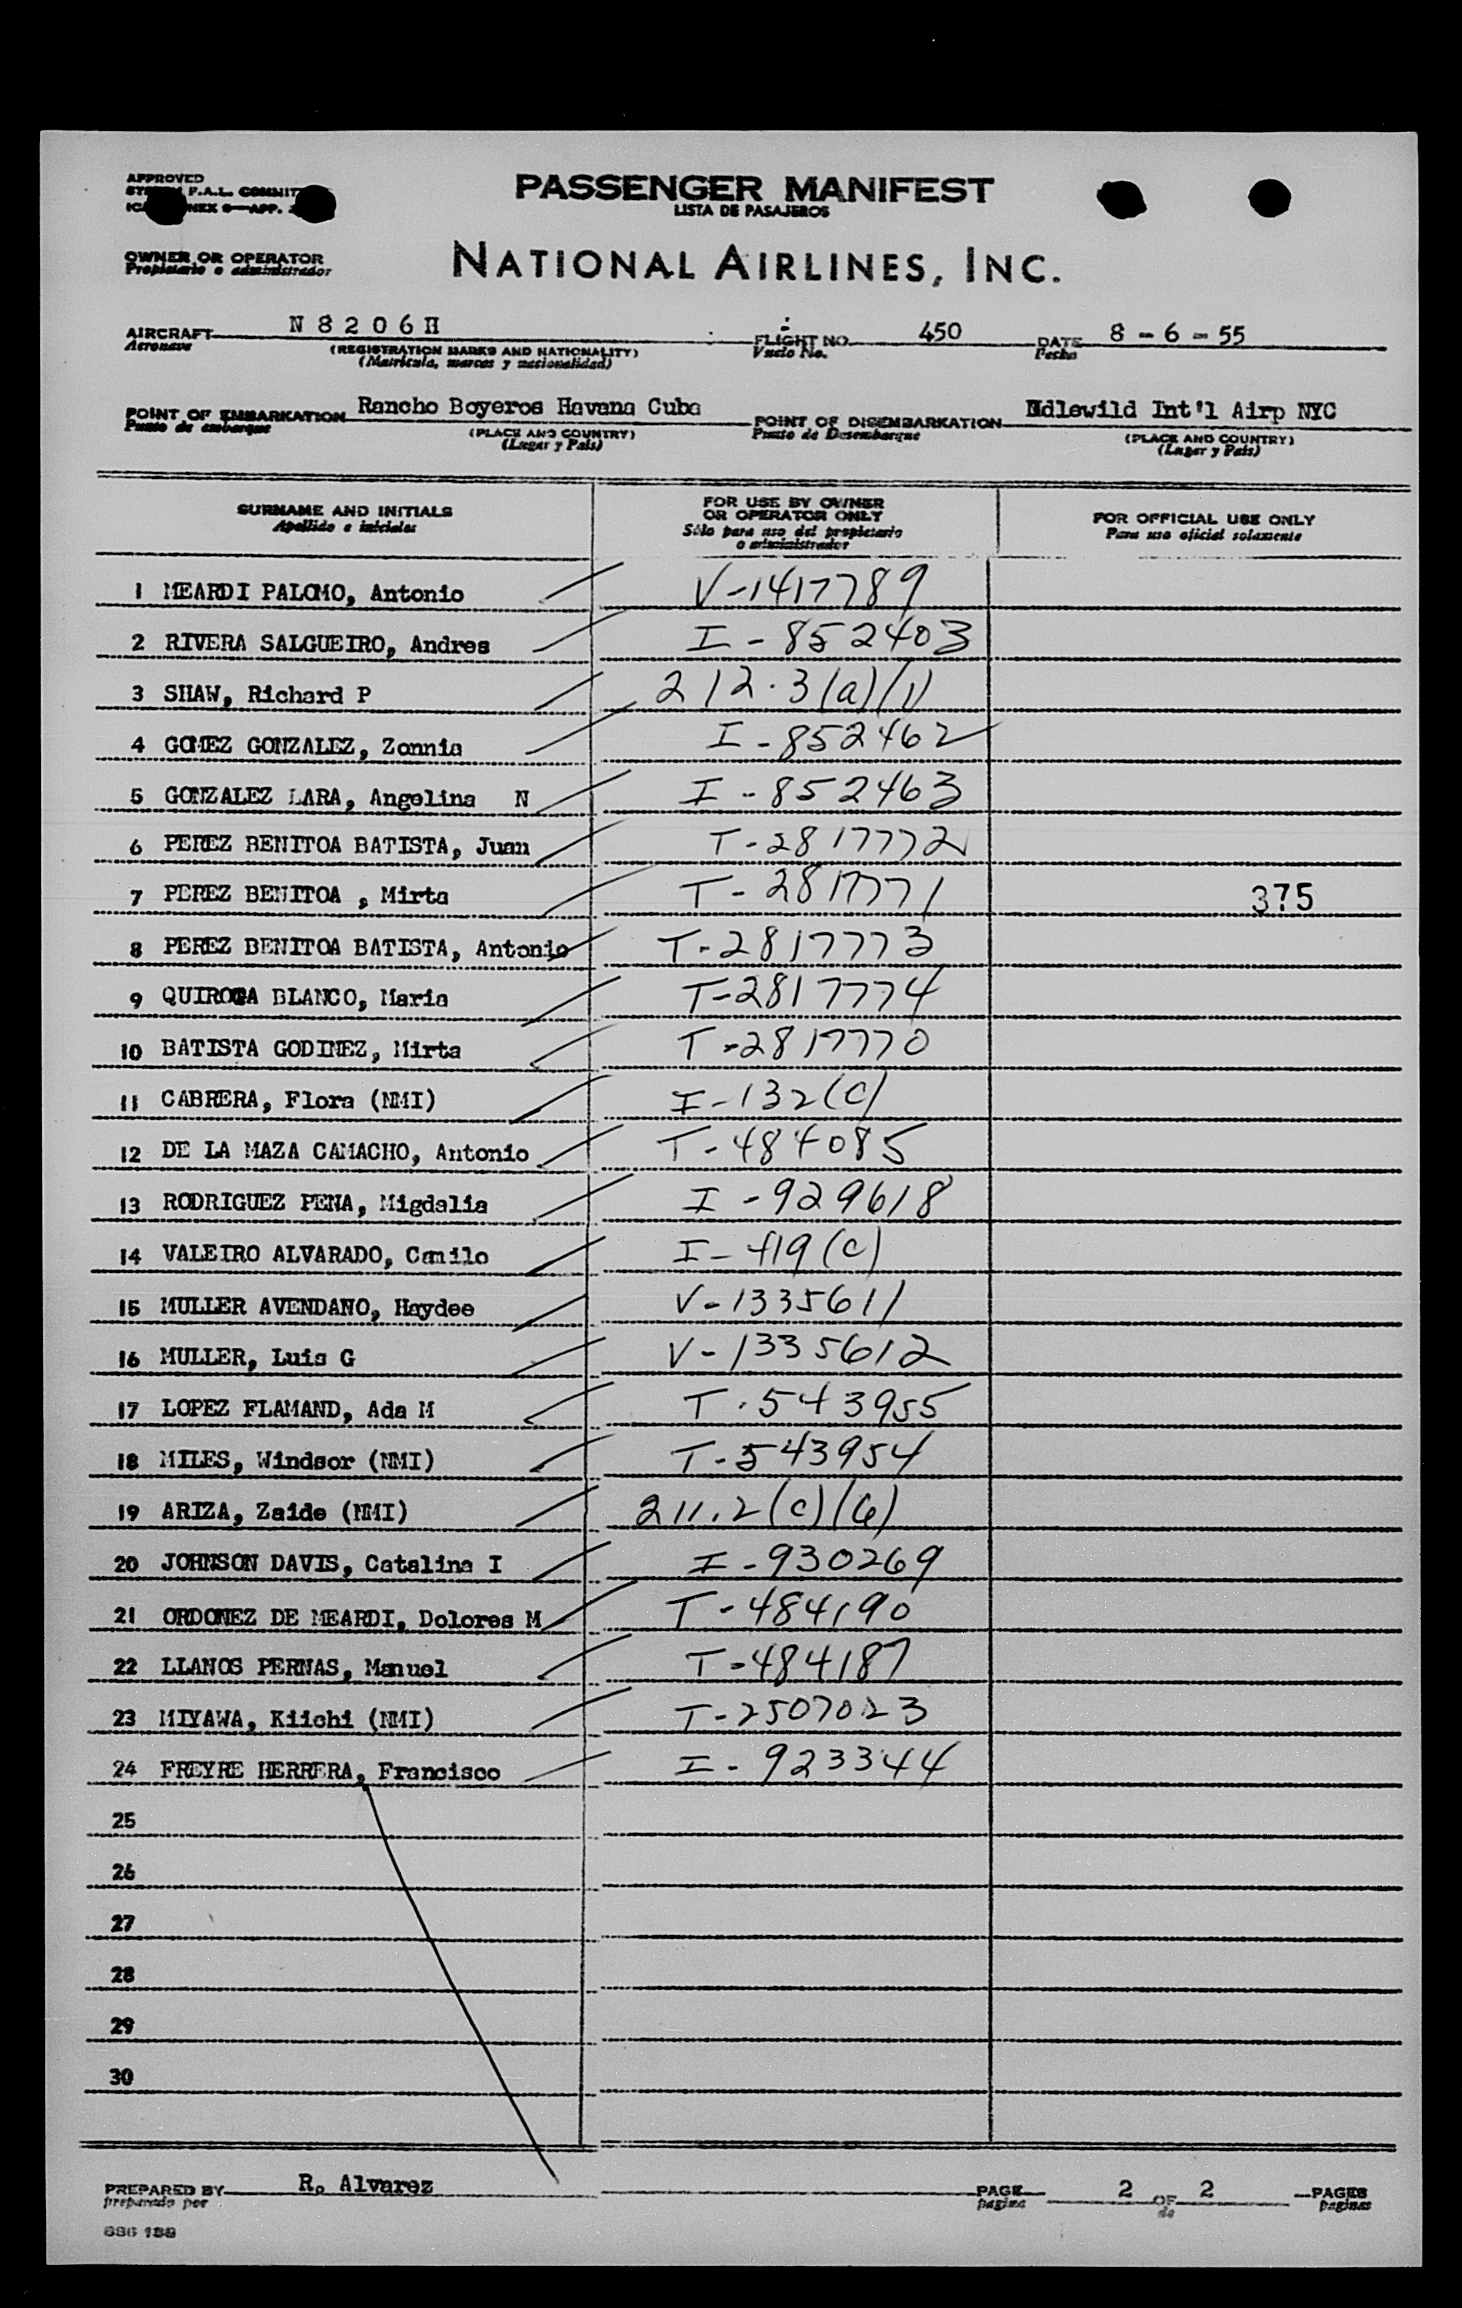 APPROVED
F.A.L.
PASSENGER MANIFEST
LISTA DE PASAJEROS
OWNER OR OPERATOR
Propietario o administrador
NATIONAL AIRLINES, INC.
AIRCRAFT N 8 2 0 6 H FLIGHT NO. 450 DATE 8 - 6 - 55
Aeronave (REGISTRATION MARKS AND NATIONALITY) Vuelo No. Fecha
(Matrícula, marcas y nacionalidad)
POINT OF EMBARKATION Rancho Boyeros Havana Cuba POINT OF DISEMBARKATION Idlewild Int'l Airp NYC
Punto de embarque (PLACE AND COUNTRY) Punto de Desembarque (PLACE AND COUNTRY)
(Lugar y País) (Lugar y País)
SURNAME AND INITIALS FOR USE BY OWNER OR OPERATOR ONLY FOR OFFICIAL USE ONLY
Apellido e iniciales Sólo para uso del propietario o administrador Para uso oficial solamente
1 MEARDI PALOMO, Antonio V-1417789
2 RIVERA SALGUEIRO, Andres I-852403
3 SHAW, Richard P 212.3(a)(1)
4 GOMEZ GONZALEZ, Zonnia I-852462
5 GONZALEZ LARA, Angelina N I-852463
6 PEREZ BENITOA BATISTA, Juan T-2817772
7 PEREZ BENITOA , Mirta T-2817771 375
8 PEREZ BENITOA BATISTA, Antonio T-2817773
9 QUIROGA BLANCO, Maria T-2817774
10 BATISTA GODINEZ, Mirta T-2817770
11 CABRERA, Flora (NMI) I-132(C)
12 DE LA MAZA CAMACHO, Antonio T-484085
13 RODRIGUEZ PENA, Migdalia I-929618
14 VALEIRO ALVARADO, Camilo I-419(C)
15 MULLER AVENDANO, Haydee V-1335611
16 MULLER, Luis G V-1335612
17 LOPEZ FLAMAND, Ada M T-543955
18 MILES, Windsor (NMI) T-543954
19 ARIZA, Zaide (NMI) 211.2(c)(6)
20 JOHNSON DAVIS, Catalina I I-930269
21 ORDONEZ DE MEARDI, Dolores M T-484190
22 LLANOS PERNAS, Manuel T-484187
23 MIYAWA, Kiichi (NMI) T-2507023
24 FREYRE HERRERA, Francisco I-923344
25
26
27
28
29
30
PREPARED BY R. Alvarez PAGE 2 OF 2 PAGES
preparado por pagina de paginas